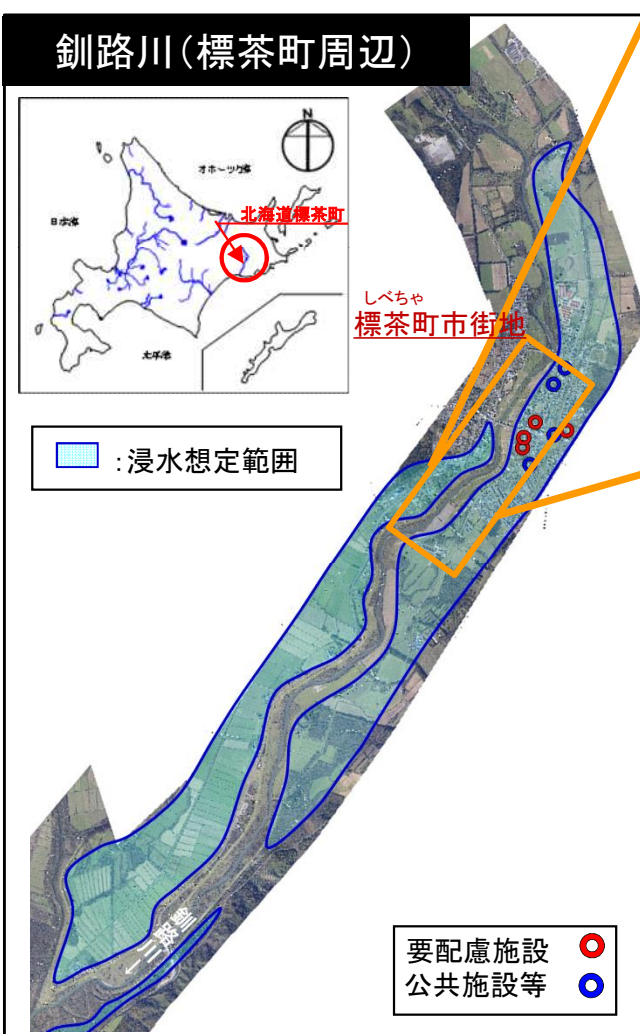 釧路川(標茶町周辺)
N
オホーツク海
日本海
北海道標茶町
太平洋
しべちゃ
標茶町市街地
:浸水想定範囲
釧路川
要配慮施設
公共施設等